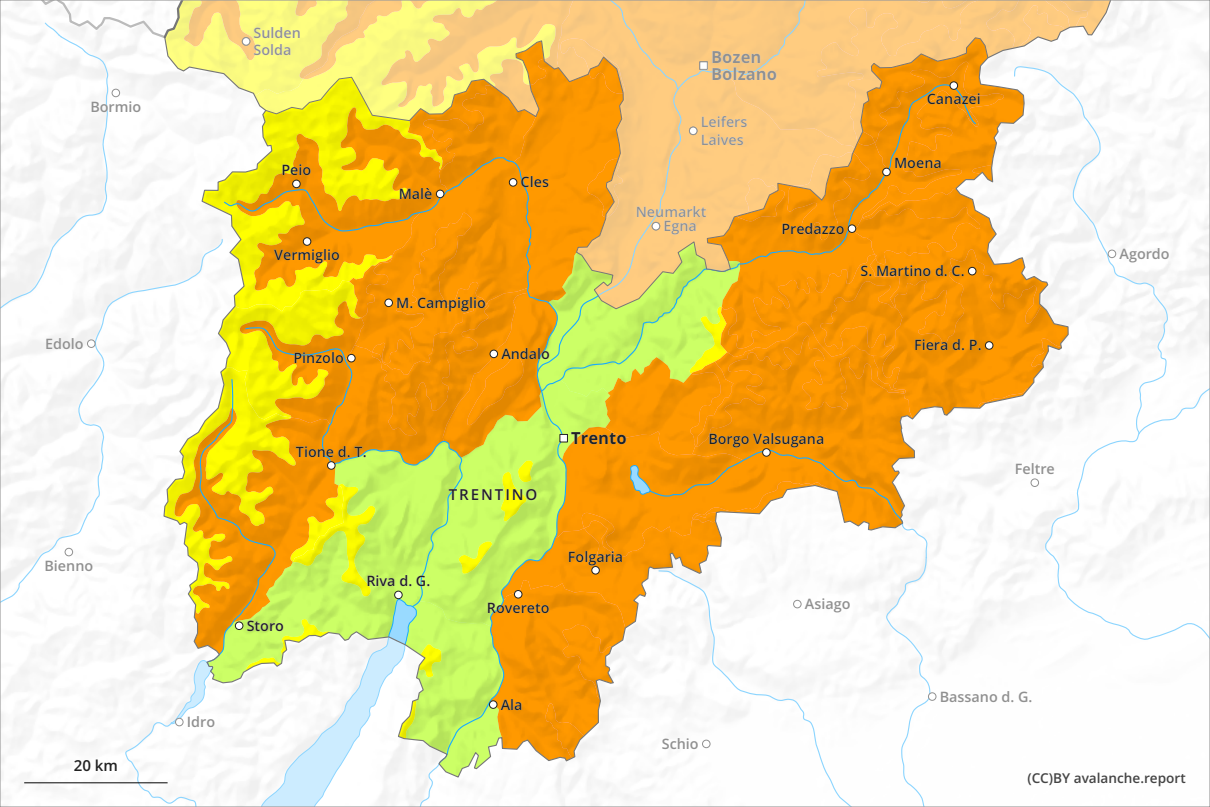 Sulden
Solda
Bozen
Bolzano
Bormio
Canazei
Leifers
Laives
Moena
Peio
Cles
Malè
Neumarkt
Egna
Predazzo
Vermiglio
Agordo
S. Martino d. C.
M. Campiglio
Edolo
Fiera d. P.
Pinzolo
Andalo
Trento
Borgo Valsugana
Tione d. T.
Feltre
TRENTINO
Bienno
Folgaria
Riva d. G.
Rovereto
Asiago
Storo
Bassano d. G.
Ala
Idro
Schio
20 km
(CC)BY avalanche.report